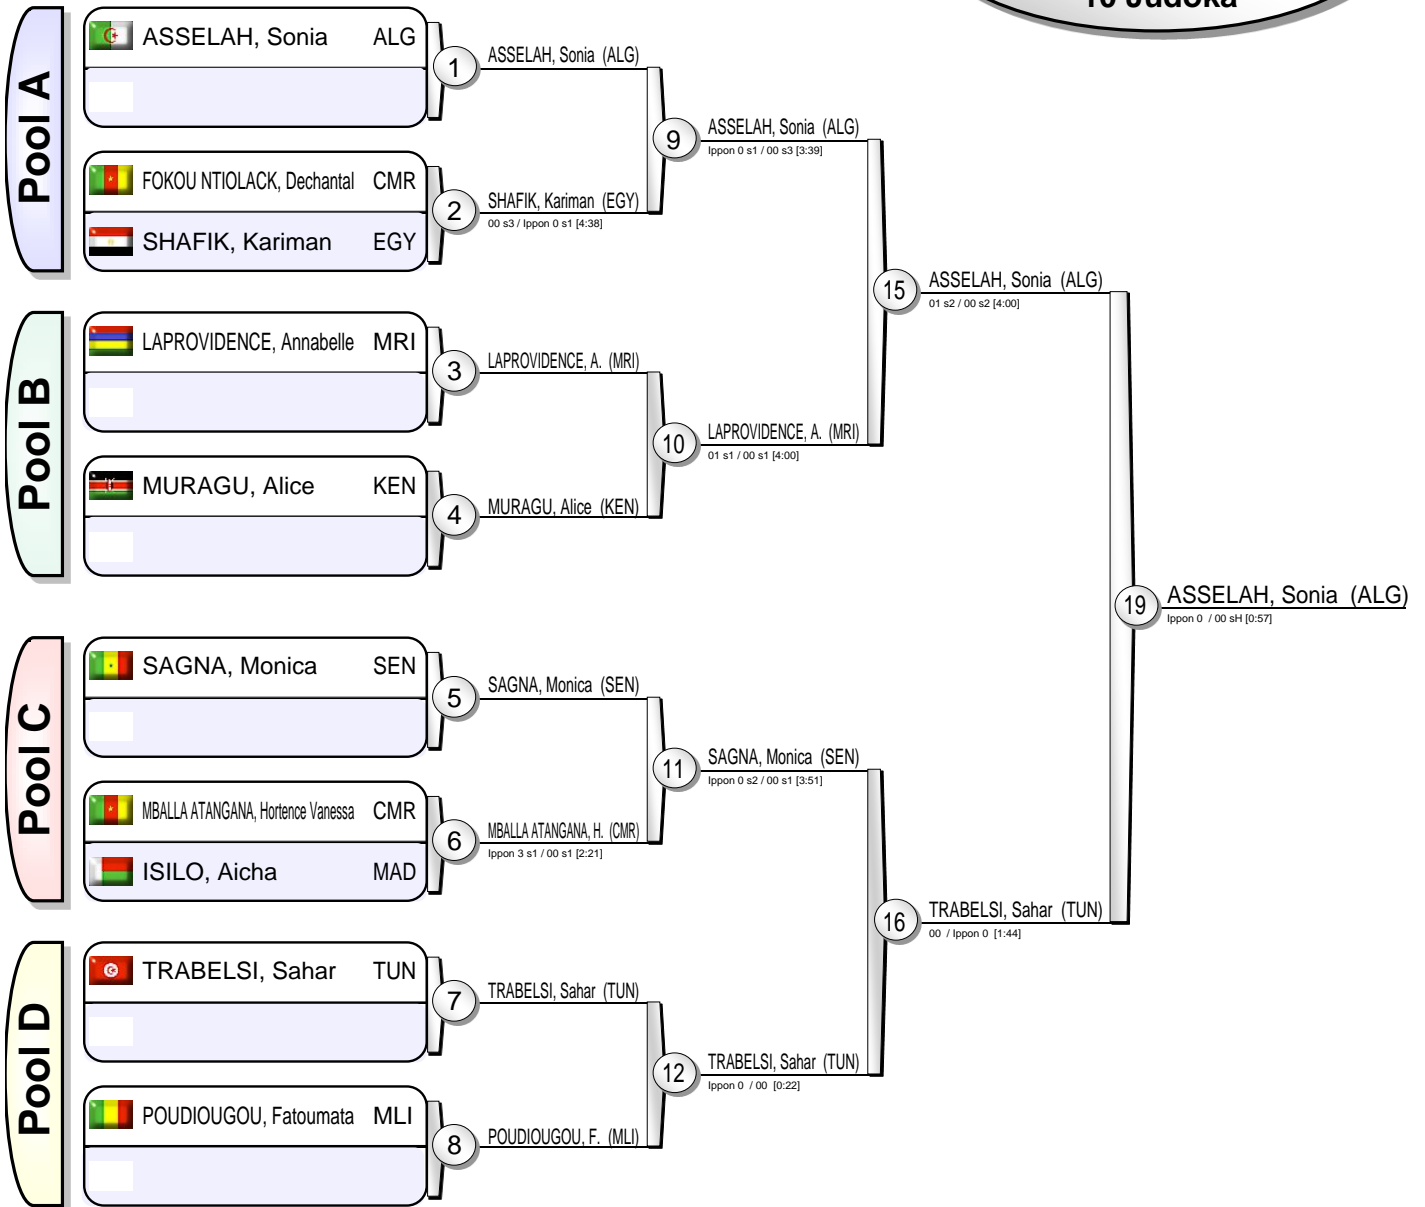 10 Judoka
Pool A
ASSELAH, Sonia ALG
1
ASSELAH, Sonia (ALG)
FOKOU NTIOLACK, Dechantal CMR
SHAFIK, Kariman EGY
2
SHAFIK, Kariman (EGY)
00 s3 / Ippon 0 s1 [4:38]
9
ASSELAH, Sonia (ALG)
Ippon 0 s1 / 00 s3 [3:39]
Pool B
LAPROVIDENCE, Annabelle MRI
3
LAPROVIDENCE, A. (MRI)
MURAGU, Alice KEN
4
MURAGU, Alice (KEN)
10
LAPROVIDENCE, A. (MRI)
01 s1 / 00 s1 [4:00]
15
ASSELAH, Sonia (ALG)
01 s2 / 00 s2 [4:00]
Pool C
SAGNA, Monica SEN
5
SAGNA, Monica (SEN)
MBALLA ATANGANA, Hortence Vanessa CMR
ISILO, Aicha MAD
6
MBALLA ATANGANA, H. (CMR)
Ippon 3 s1 / 00 s1 [2:21]
11
SAGNA, Monica (SEN)
Ippon 0 s2 / 00 s1 [3:51]
Pool D
TRABELSI, Sahar TUN
7
TRABELSI, Sahar (TUN)
POUDIOUGOU, Fatoumata MLI
8
POUDIOUGOU, F. (MLI)
12
TRABELSI, Sahar (TUN)
Ippon 0 / 00 [0:22]
16
TRABELSI, Sahar (TUN)
00 / Ippon 0 [1:44]
19
ASSELAH, Sonia (ALG)
Ippon 0 / 00 sH [0:57]